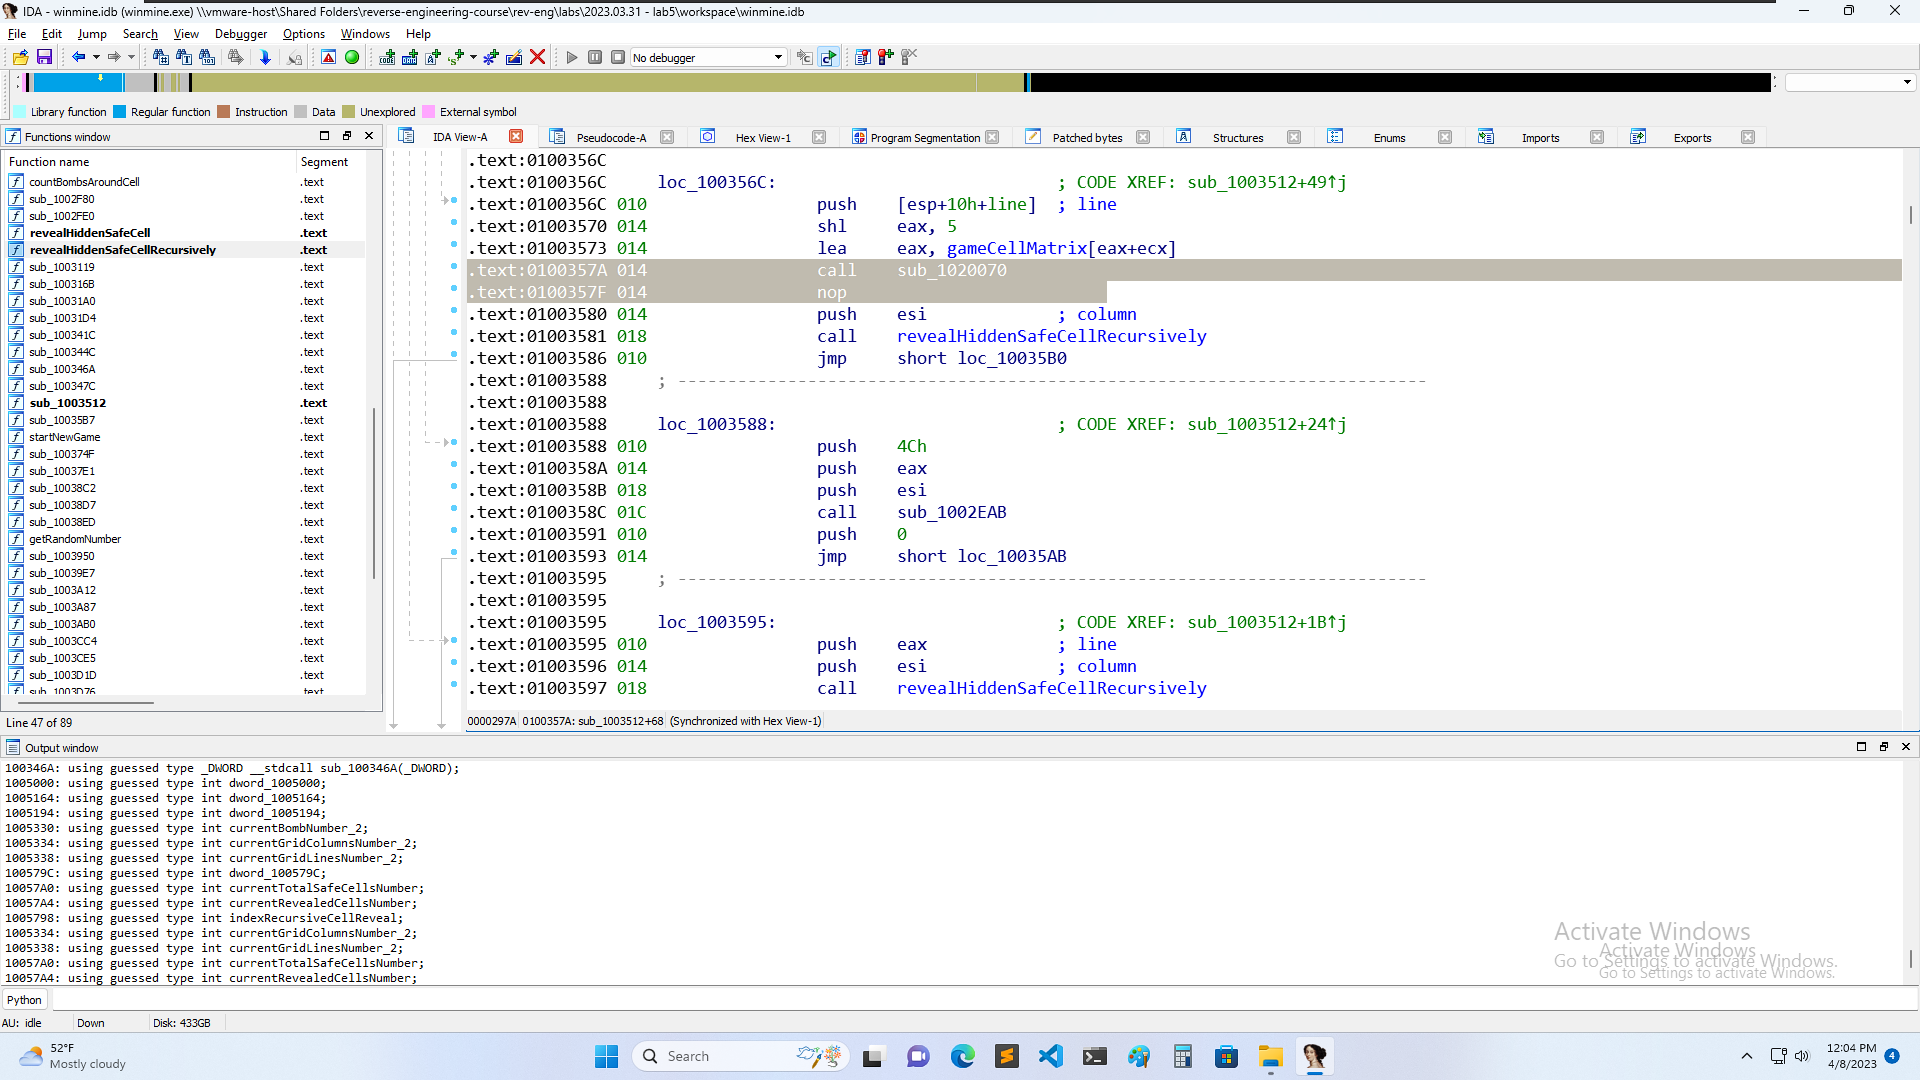 IDA - winmine.idb (winmine.exe) \\vmware-host\Shared Folders\reverse-engineering-course\rev-eng\labs\2023.03.31 - lab5\workspace\winmine.idb
File Edit Jump Search View Debugger Options Windows Help
No debugger
Library function Regular function Instruction Data Unexplored External symbol
Functions window
Function name Segment
countBombsAroundCell .text
sub_1002F80 .text
sub_1002FE0 .text
revealHiddenSafeCell .text
revealHiddenSafeCellRecursively .text
sub_1003119 .text
sub_100316B .text
sub_10031A0 .text
sub_10031D4 .text
sub_100341C .text
sub_100344C .text
sub_100346A .text
sub_100347C .text
sub_1003512 .text
sub_10035B7 .text
startNewGame .text
sub_100374F .text
sub_10037E1 .text
sub_10038C2 .text
sub_10038D7 .text
sub_10038ED .text
getRandomNumber .text
sub_1003950 .text
sub_10039E7 .text
sub_1003A12 .text
sub_1003A87 .text
sub_1003AB0 .text
sub_1003CC4 .text
sub_1003CE5 .text
sub_1003D1D .text
sub_1003D76 .text
Line 47 of 89
IDA View-A Pseudocode-A Hex View-1 Program Segmentation Patched bytes Structures Enums Imports Exports
.text:0100356C
.text:0100356C loc_100356C: ; CODE XREF: sub_1003512+49↑j
.text:0100356C 010 push [esp+10h+line] ; line
.text:01003570 014 shl eax, 5
.text:01003573 014 lea eax, gameCellMatrix[eax+ecx]
.text:0100357A 014 call sub_1020070
.text:0100357F 014 nop
.text:01003580 014 push esi ; column
.text:01003581 018 call revealHiddenSafeCellRecursively
.text:01003586 010 jmp short loc_10035B0
.text:01003588 ; ---------------------------------------------------------------------------
.text:01003588
.text:01003588 loc_1003588: ; CODE XREF: sub_1003512+24↑j
.text:01003588 010 push 4Ch
.text:0100358A 014 push eax
.text:0100358B 018 push esi
.text:0100358C 01C call sub_1002EAB
.text:01003591 010 push 0
.text:01003593 014 jmp short loc_10035AB
.text:01003595 ; ---------------------------------------------------------------------------
.text:01003595
.text:01003595 loc_1003595: ; CODE XREF: sub_1003512+1B↑j
.text:01003595 010 push eax ; line
.text:01003596 014 push esi ; column
.text:01003597 018 call revealHiddenSafeCellRecursively
0000297A 0100357A: sub_1003512+68 (Synchronized with Hex View-1)
Output window
100346A: using guessed type _DWORD __stdcall sub_100346A(_DWORD);
1005000: using guessed type int dword_1005000;
1005164: using guessed type int dword_1005164;
1005194: using guessed type int dword_1005194;
1005330: using guessed type int currentBombNumber_2;
1005334: using guessed type int currentGridColumnsNumber_2;
1005338: using guessed type int currentGridLinesNumber_2;
100579C: using guessed type int dword_100579C;
10057A0: using guessed type int currentTotalSafeCellsNumber;
10057A4: using guessed type int currentRevealedCellsNumber;
1005798: using guessed type int indexRecursiveCellReveal;
1005334: using guessed type int currentGridColumnsNumber_2;
1005338: using guessed type int currentGridLinesNumber_2;
10057A0: using guessed type int currentTotalSafeCellsNumber;
10057A4: using guessed type int currentRevealedCellsNumber;
Activate Windows
Activate Windows
Go to Settings to activate Windows.
Go to Settings to activate Windows.
Python
AU: idle Down Disk: 433GB
52°F
Mostly cloudy
Search
12:04 PM
4/8/2023
4